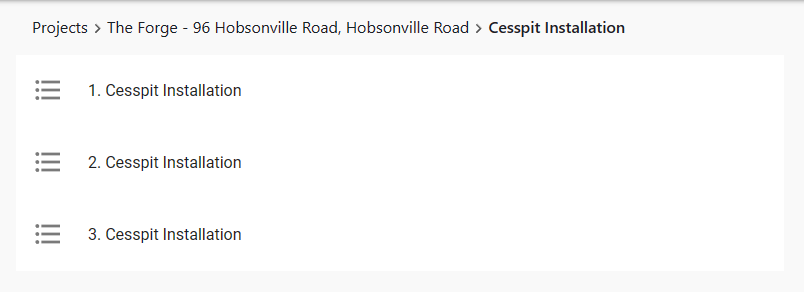 Projects > The Forge - 96 Hobsonville Road, Hobsonville Road > Cesspit Installation
1. Cesspit Installation
2. Cesspit Installation
3. Cesspit Installation